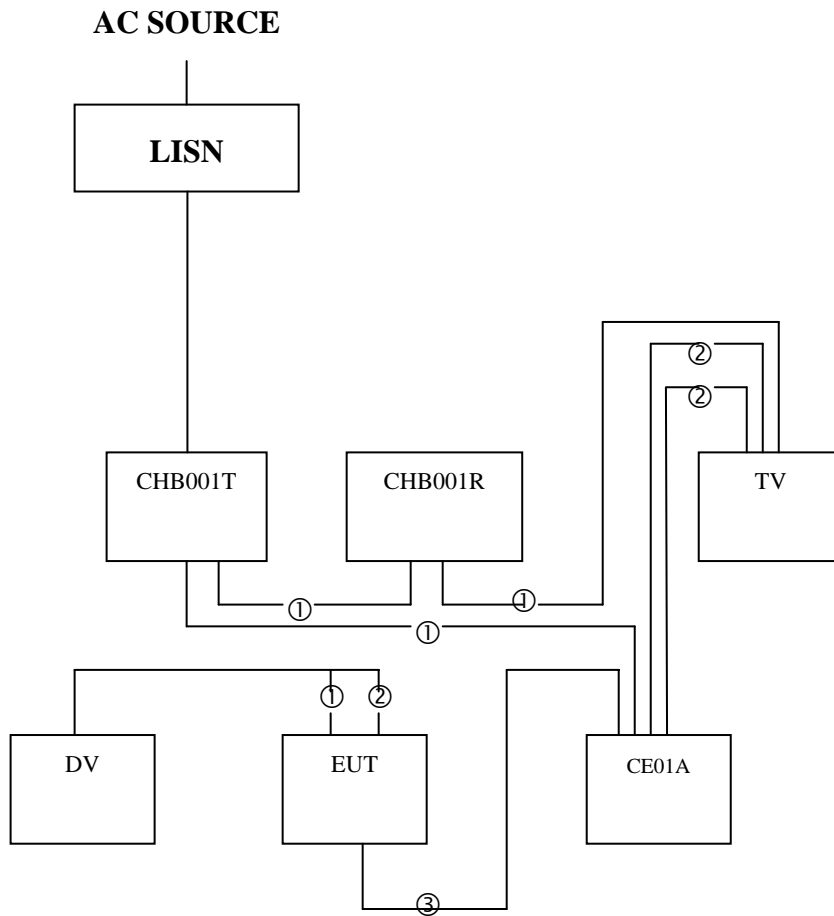 AC SOURCE
LISN
②
②
CHB001T
CHB001R
TV
①
①
①
①
②
DV
EUT
CE01A
③